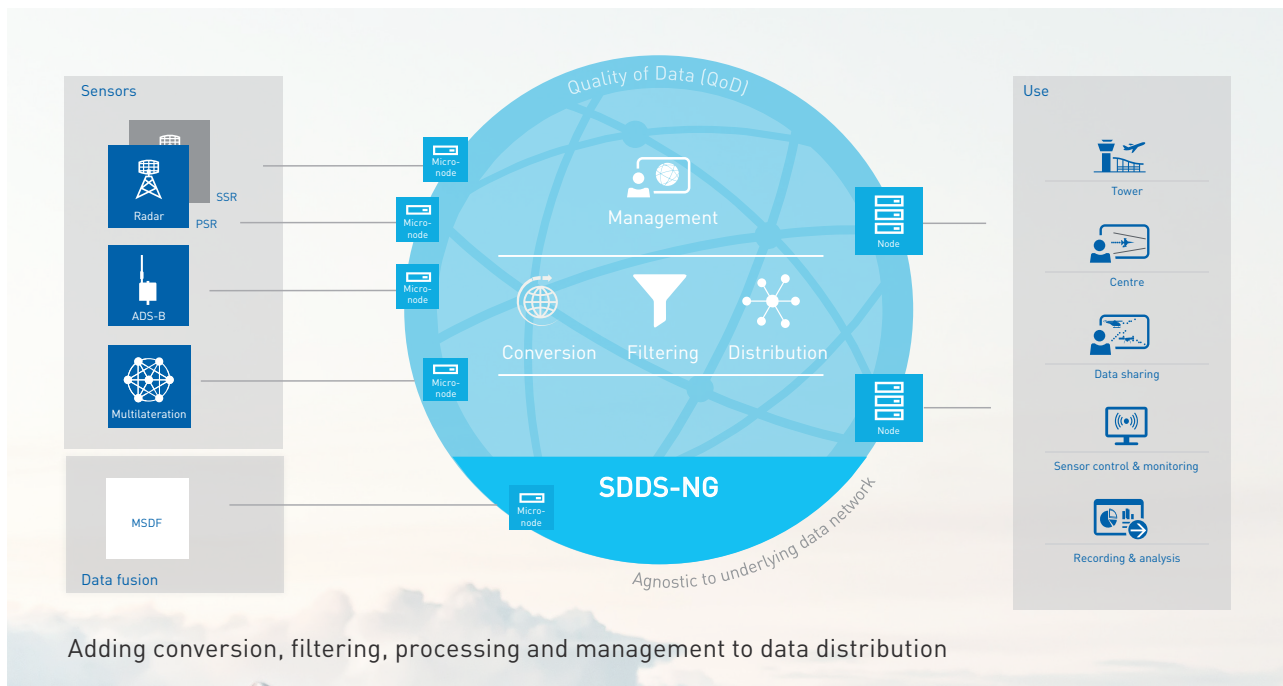 Sensors
SSR
Radar
PSR
ADS-B
Multilateration
MSDF
Data fusion
Quality of Data (QoD)
Micro-
node
Micro-
node
Micro-
node
Micro-
node
Micro-
node
Management
Conversion
Filtering
Distribution
SDDS-NG
Agnostic to underlying data network
Node
Node
Use
Tower
Centre
Data sharing
Sensor control & monitoring
Recording & analysis
Adding conversion, filtering, processing and management to data distribution